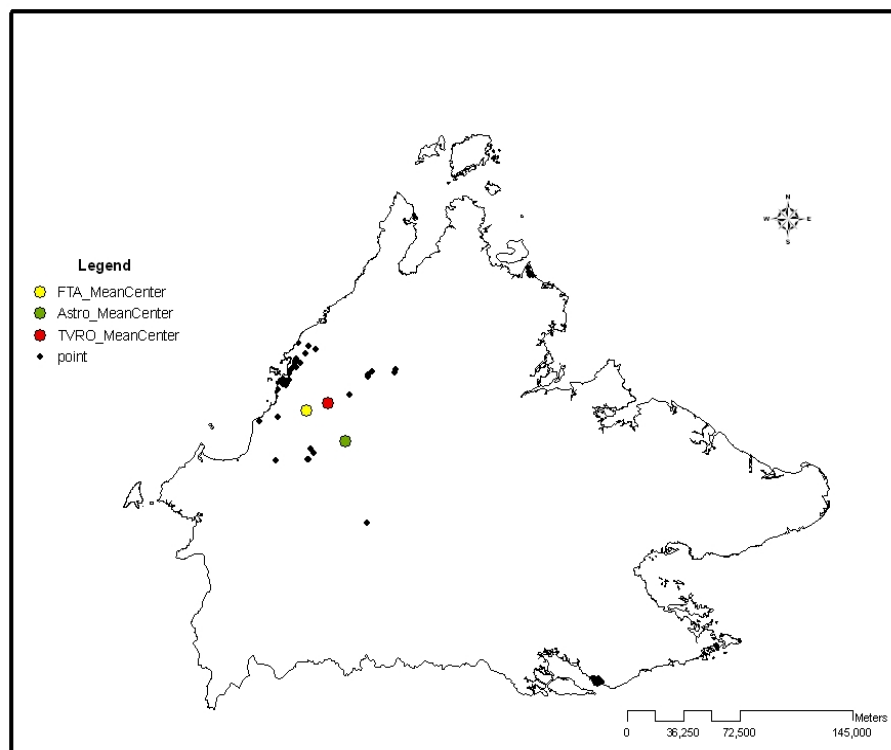 N
W E
S
Legend
FTA_MeanCenter
Astro_MeanCenter
TVRO_MeanCenter
point
Meters
0 36,250 72,500 145,000